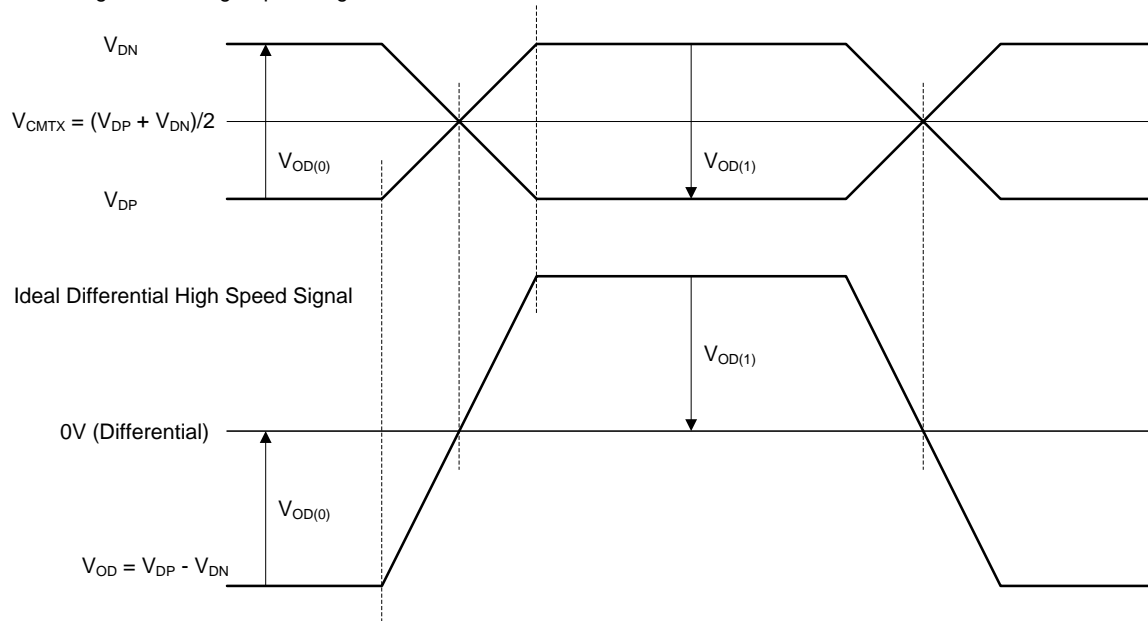 V_DN
V_CMTX = (V_DP + V_DN)/2
V_OD(0)
V_OD(1)
V_DP
Ideal Differential High Speed Signal
V_OD(1)
0V (Differential)
V_OD(0)
V_OD = V_DP - V_DN